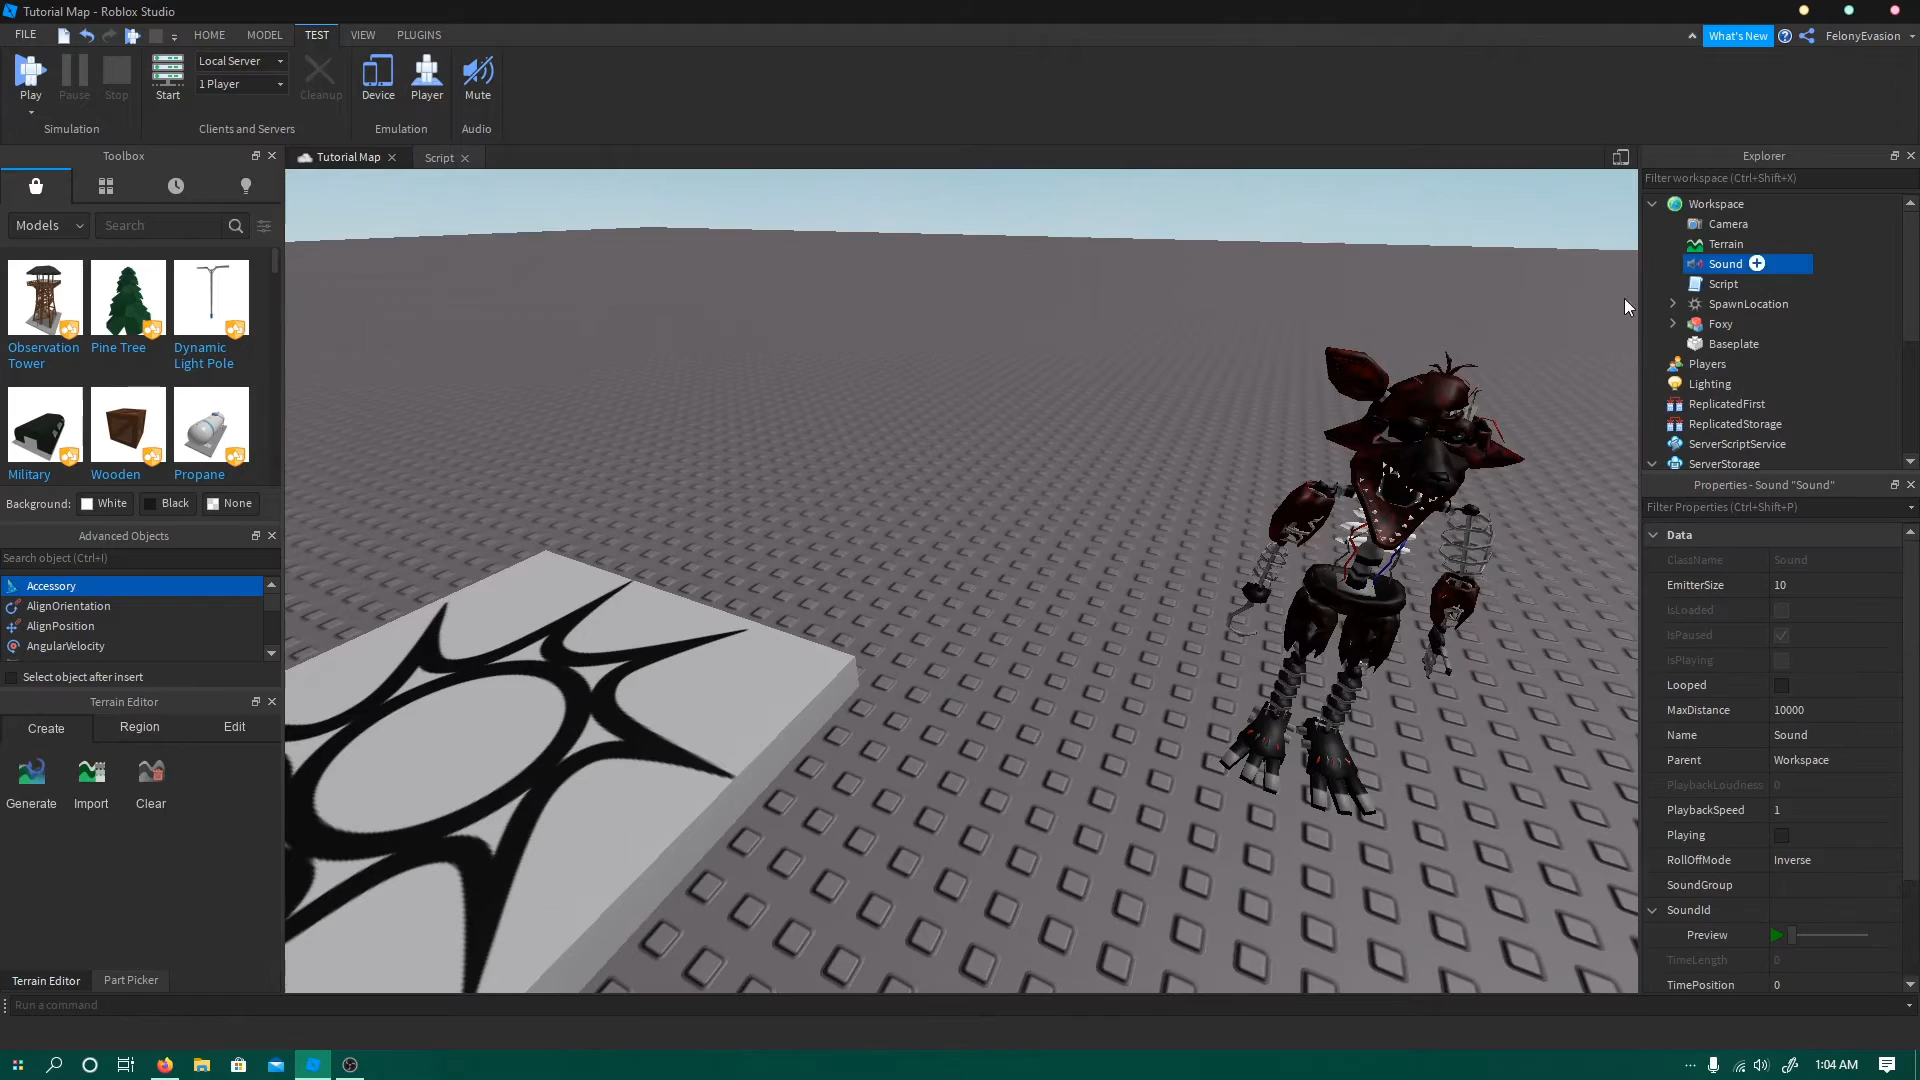 Tutorial Map - Roblox Studio
FILE
HOME
MODEL
TEST
VIEW
PLUGINS
What's New
FelonyEvasion
Play
Pause
Stop
Start
Local Server
1 Player
Cleanup
Device
Player
Mute
Simulation
Clients and Servers
Emulation
Audio
Toolbox
Tutorial Map
Script
Explorer
Models
Search
Observation
Tower
Pine Tree
Dynamic
Light Pole
Military
Wooden
Propane
Background:
White
Black
None
Advanced Objects
Search object (Ctrl+I)
Accessory
AlignOrientation
AlignPosition
AngularVelocity
Select object after insert
Terrain Editor
Create
Region
Edit
Generate
Import
Clear
Terrain Editor
Part Picker
Run a command
Filter workspace (Ctrl+Shift+X)
Workspace
Camera
Terrain
Sound
Script
SpawnLocation
Foxy
Baseplate
Players
Lighting
ReplicatedFirst
ReplicatedStorage
ServerScriptService
ServerStorage
Properties - Sound "Sound"
Filter Properties (Ctrl+Shift+P)
Data
ClassName Sound
EmitterSize 10
IsLoaded
IsPaused
IsPlaying
Looped
MaxDistance 10000
Name Sound
Parent Workspace
PlaybackLoudness 0
PlaybackSpeed 1
Playing
RollOffMode Inverse
SoundGroup
SoundId
Preview
TimeLength 0
TimePosition 0
1:04 AM